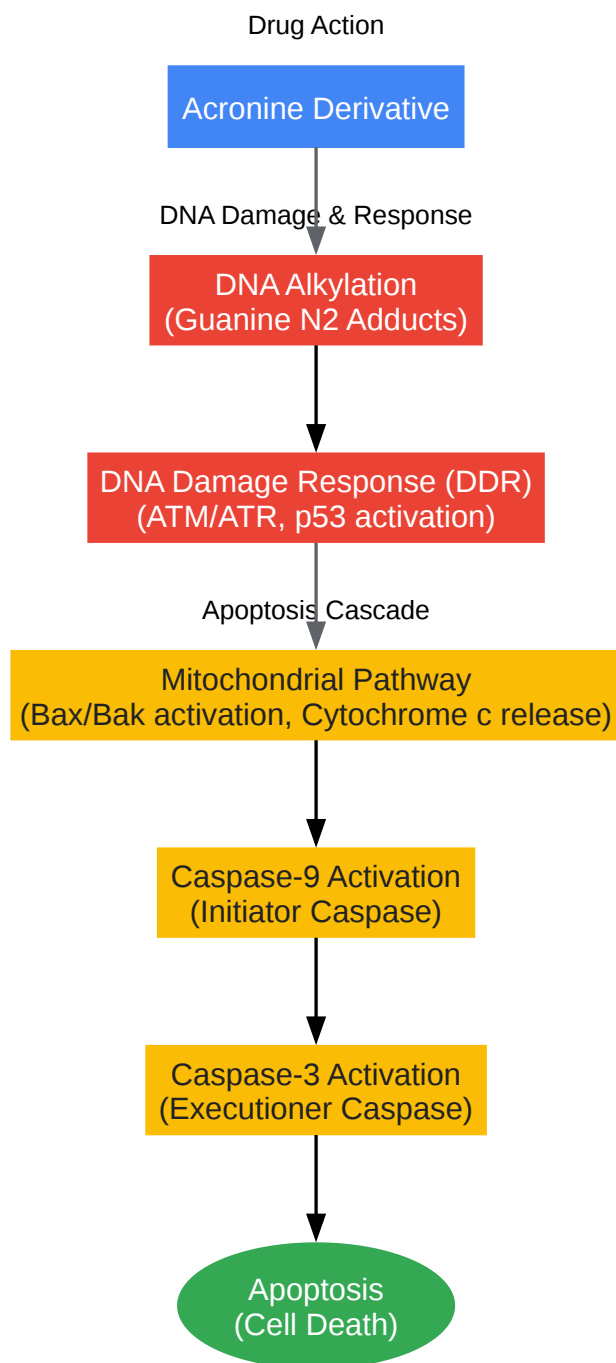 Drug Action
Acronine Derivative
DNA Damage & Response
DNA Alkylation
(Guanine N2 Adducts)
DNA Damage Response (DDR)
(ATM/ATR, p53 activation)
Apoptosis Cascade
Mitochondrial Pathway
(Bax/Bak activation, Cytochrome c release)
Caspase-9 Activation
(Initiator Caspase)
Caspase-3 Activation
(Executioner Caspase)
Apoptosis
(Cell Death)